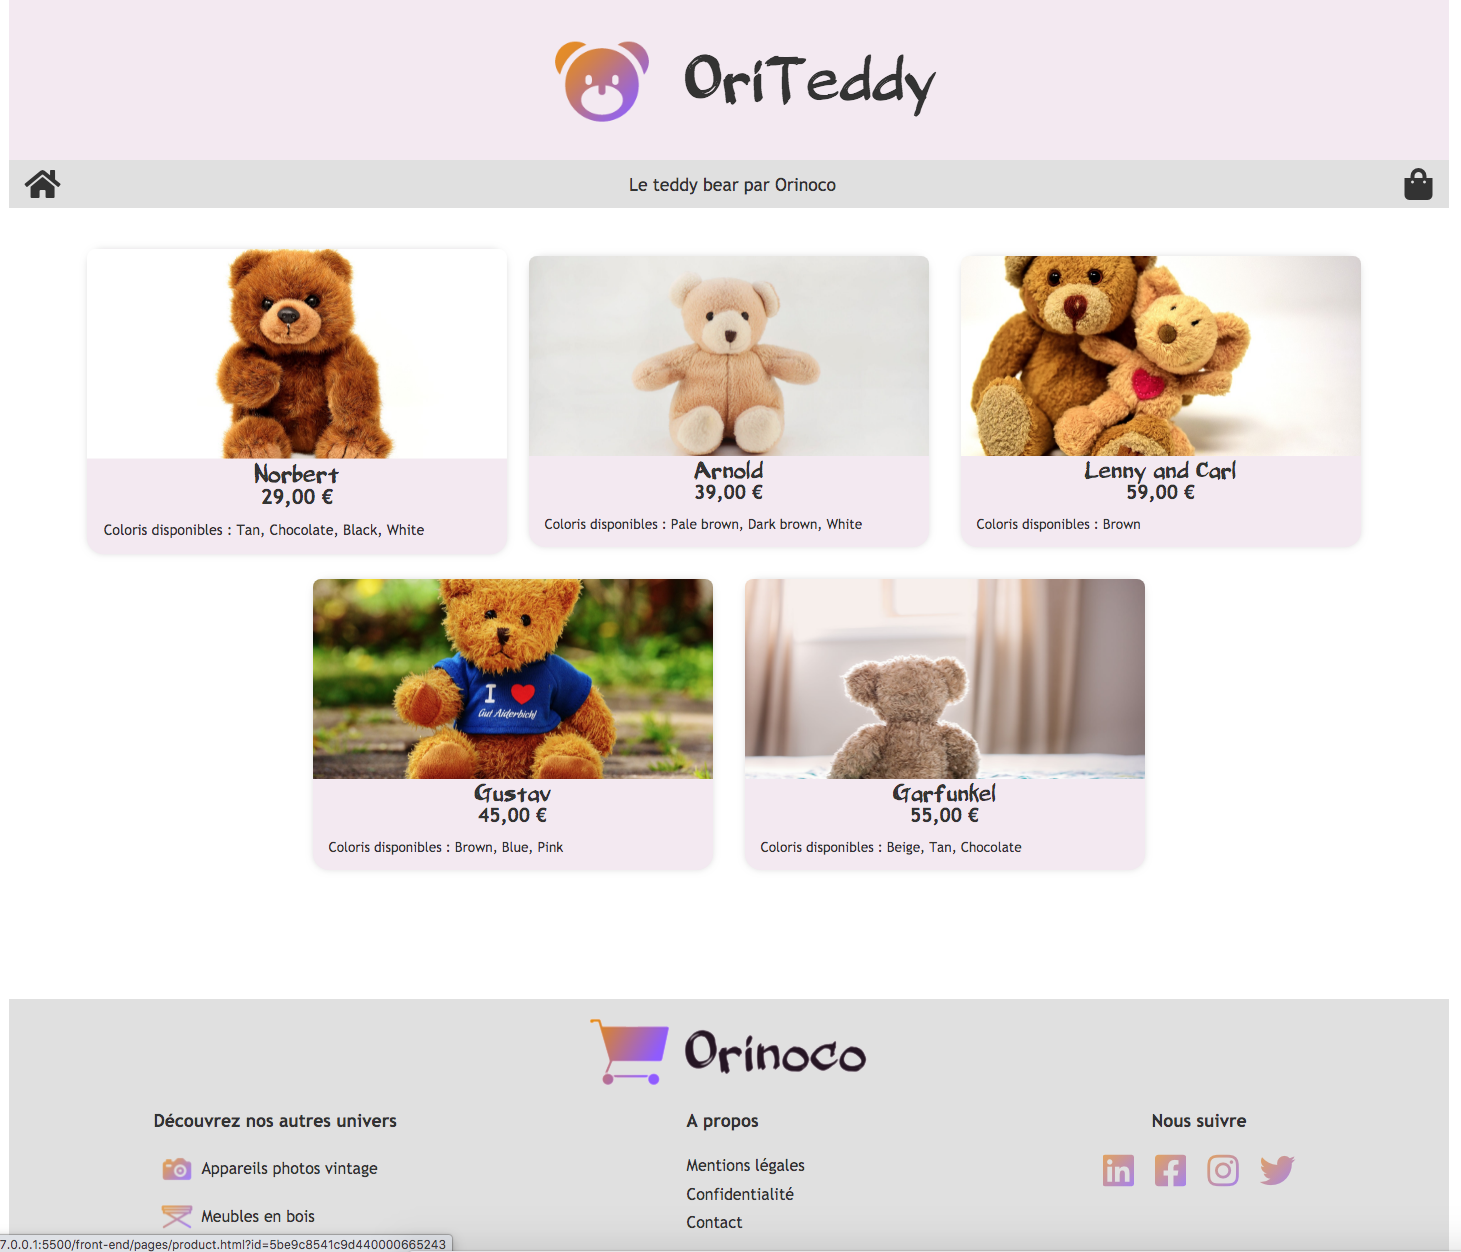 OriTeddy
Le teddy bear par Orinoco
Norbert
29,00 €
Coloris disponibles : Tan, Chocolate, Black, White
Arnold
39,00 €
Coloris disponibles : Pale brown, Dark brown, White
Lenny and Carl
59,00 €
Coloris disponibles : Brown
I
Gut Aiderbichl
Gustav
45,00 €
Coloris disponibles : Brown, Blue, Pink
Garfunkel
55,00 €
Coloris disponibles : Beige, Tan, Chocolate
Orinoco
Découvrez nos autres univers
Appareils photos vintage
Meubles en bois
A propos
Mentions légales
Confidentialité
Contact
Nous suivre
7.0.0.1:5500/front-end/pages/product.html?id=5be9c8541c9d440000665243